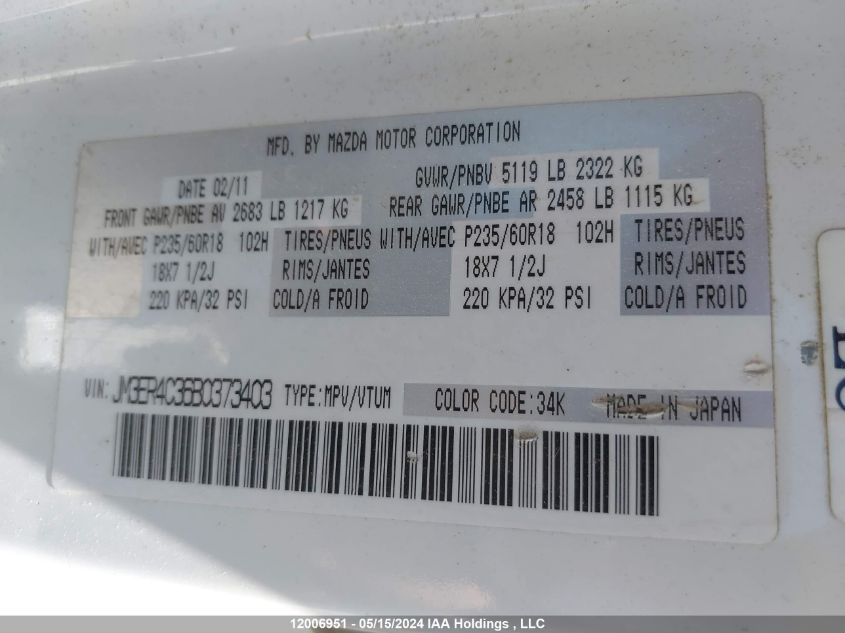 MFD. BY MAZDA MOTOR CORPORATION
DATE 02/11 GVWR/PNBV 5119 LB 2322 KG
FRONT GAWR/PNBE AV 2683 LB 1217 KG REAR GAWR/PNBE AR 2458 LB 1115 KG
WITH/AVEC P235/60R18 102H TIRES/PNEUS WITH/AVEC P235/60R18 102H TIRES/PNEUS
18X7 1/2J RIMS/JANTES 18X7 1/2J RIMS/JANTES
220 KPA/32 PSI COLD/A FROID 220 KPA/32 PSI COLD/A FROID
VIN: JM3ER4C36B0373403 TYPE:MPV/VTUM COLOR CODE:34K MADE IN JAPAN
12006951 - 05/15/2024 IAA Holdings , LLC